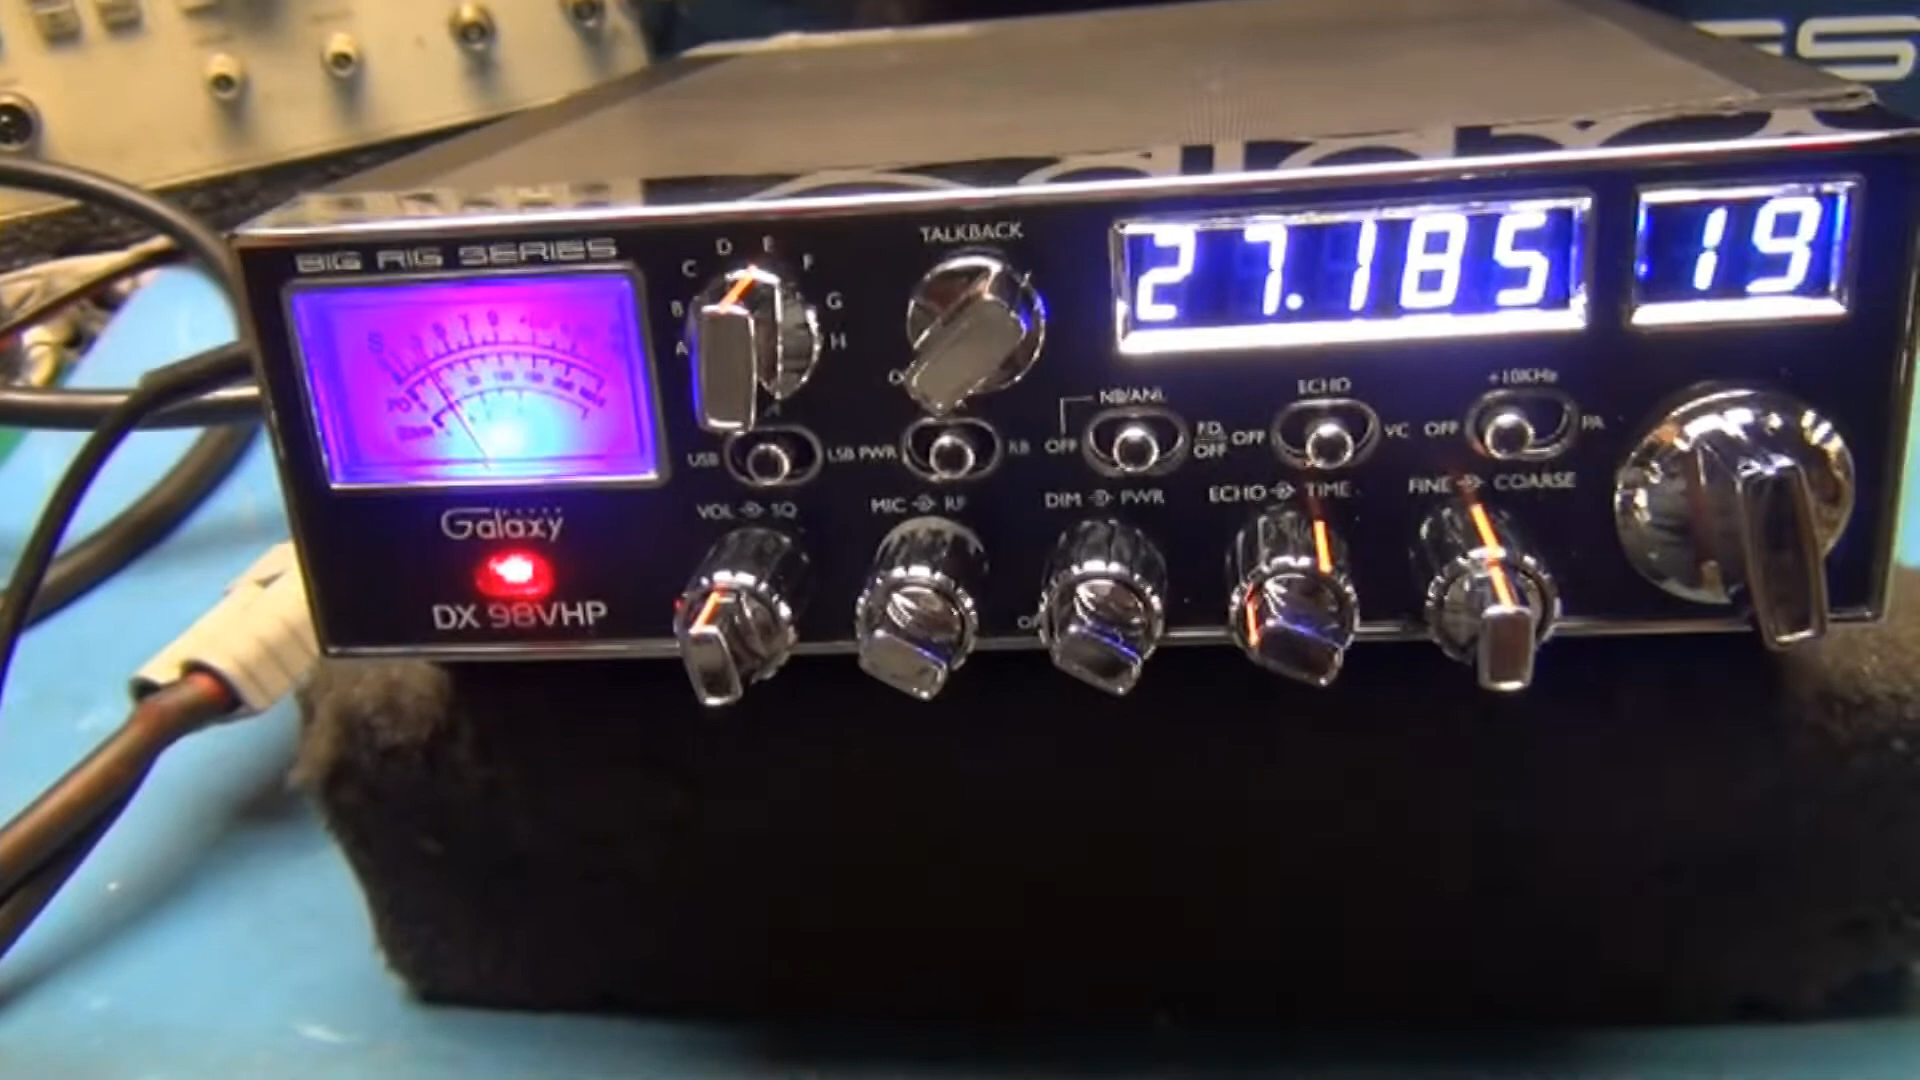 BIG RIG SERIES
A B C D E F G H
TALKBACK
27.185
19
USB LSB
PWR RB
OFF NB/ANL P.D. OFF
OFF ECHO VC
OFF +10KHz PA
VOL SQ
MIC RF
DIM PWR
ECHO TIME
FINE COARSE
Galaxy
DX 98VHP